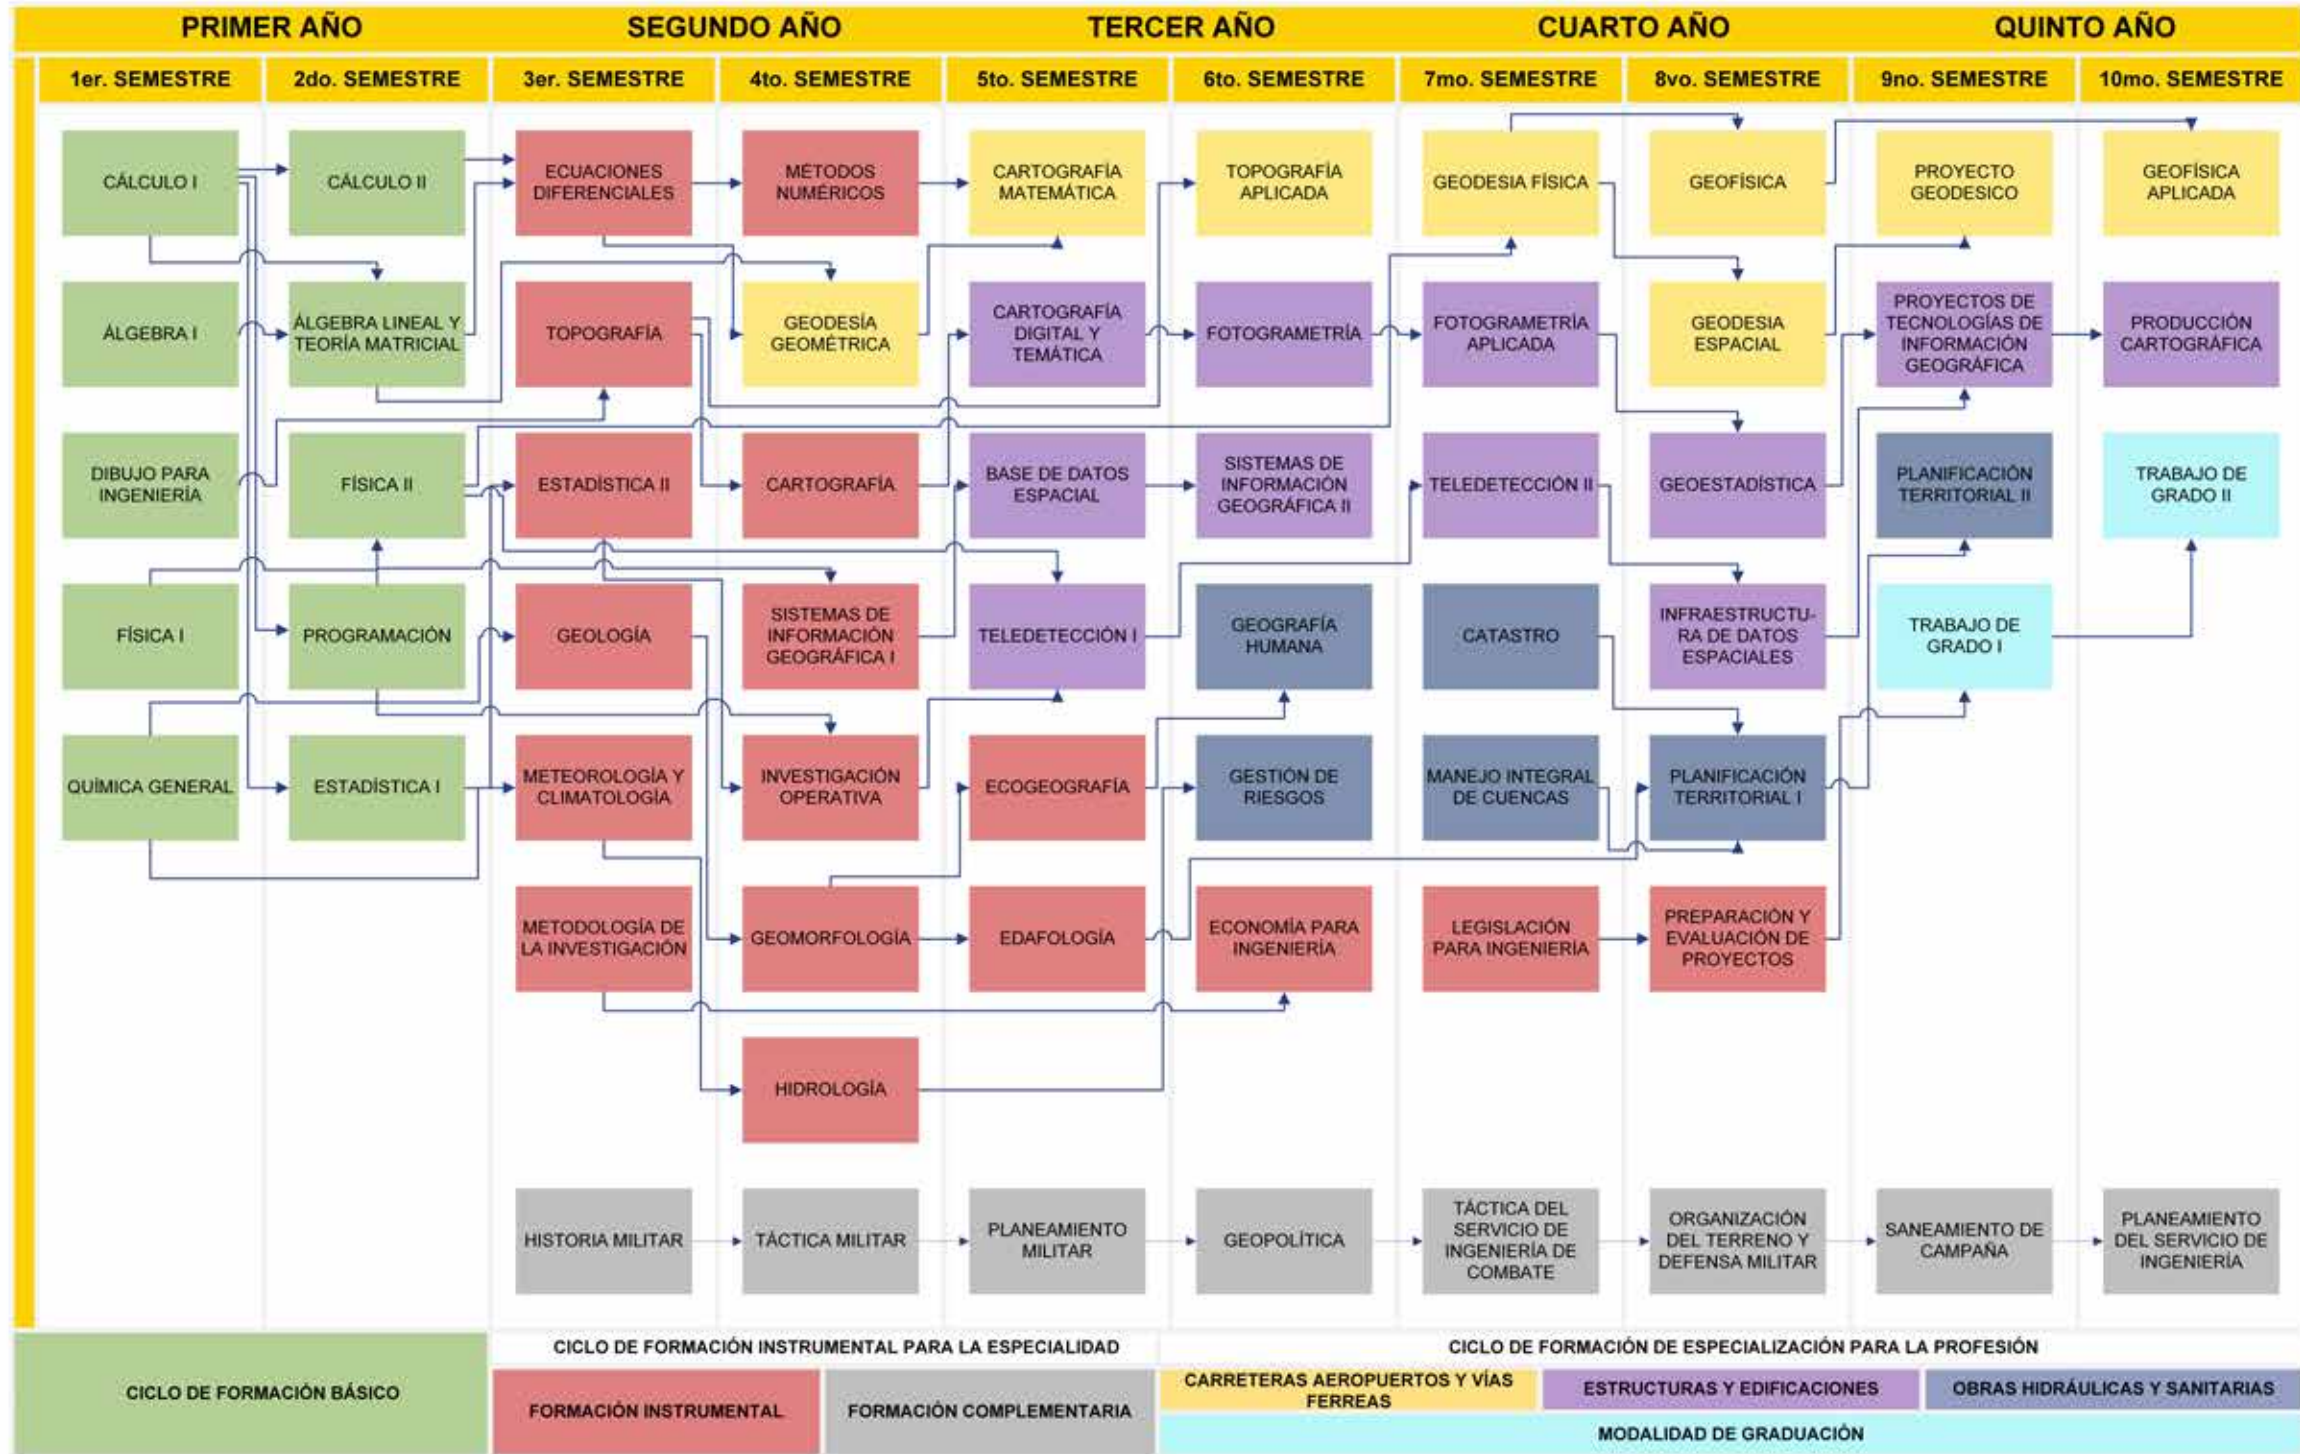 PRIMER AÑO
SEGUNDO AÑO
TERCER AÑO
CUARTO AÑO
QUINTO AÑO
1er. SEMESTRE
2do. SEMESTRE
3er. SEMESTRE
4to. SEMESTRE
5to. SEMESTRE
6to. SEMESTRE
7mo. SEMESTRE
8vo. SEMESTRE
9no. SEMESTRE
10mo. SEMESTRE
CÁLCULO I
CÁLCULO II
ECUACIONES
DIFERENCIALES
MÉTODOS
NUMÉRICOS
CARTOGRAFÍA
MATEMÁTICA
TOPOGRAFÍA
APLICADA
GEODESIA FÍSICA
GEOFÍSICA
PROYECTO
GEODESICO
GEOFÍSICA
APLICADA
ÁLGEBRA I
ÁLGEBRA LINEAL Y
TEORÍA MATRICIAL
TOPOGRAFÍA
GEODESÍA
GEOMÉTRICA
CARTOGRAFÍA
DIGITAL Y
TEMÁTICA
FOTOGRAMETRÍA
FOTOGRAMETRÍA
APLICADA
GEODESIA
ESPACIAL
PROYECTOS DE
TECNOLOGÍAS DE
INFORMACIÓN
GEOGRÁFICA
PRODUCCIÓN
CARTOGRÁFICA
DIBUJO PARA
INGENIERÍA
FÍSICA II
ESTADÍSTICA II
CARTOGRAFÍA
BASE DE DATOS
ESPACIAL
SISTEMAS DE
INFORMACIÓN
GEOGRÁFICA II
TELEDETECCIÓN II
GEOESTADÍSTICA
PLANIFICACIÓN
TERRITORIAL II
TRABAJO DE
GRADO II
FÍSICA I
PROGRAMACIÓN
GEOLOGÍA
SISTEMAS DE
INFORMACIÓN
GEOGRÁFICA I
TELEDETECCIÓN I
GEOGRAFÍA
HUMANA
CATASTRO
INFRAESTRUCTU-
RA DE DATOS
ESPACIALES
TRABAJO DE
GRADO I
QUÍMICA GENERAL
ESTADÍSTICA I
METEOROLOGÍA Y
CLIMATOLOGÍA
INVESTIGACIÓN
OPERATIVA
ECOGEOGRAFÍA
GESTIÓN DE
RIESGOS
MANEJO INTEGRAL
DE CUENCAS
PLANIFICACIÓN
TERRITORIAL I
METODOLOGÍA DE
LA INVESTIGACIÓN
GEOMORFOLOGÍA
EDAFOLOGÍA
ECONOMÍA PARA
INGENIERÍA
LEGISLACIÓN
PARA INGENIERÍA
PREPARACIÓN Y
EVALUACIÓN DE
PROYECTOS
HIDROLOGÍA
HISTORIA MILITAR
TÁCTICA MILITAR
PLANEAMIENTO
MILITAR
GEOPOLÍTICA
TÁCTICA DEL
SERVICIO DE
INGENIERÍA DE
COMBATE
ORGANIZACIÓN
DEL TERRENO Y
DEFENSA MILITAR
SANEAMIENTO DE
CAMPAÑA
PLANEAMIENTO
DEL SERVICIO DE
INGENIERÍA
CICLO DE FORMACIÓN BÁSICO
CICLO DE FORMACIÓN INSTRUMENTAL PARA LA ESPECIALIDAD
FORMACIÓN INSTRUMENTAL
FORMACIÓN COMPLEMENTARIA
CICLO DE FORMACIÓN DE ESPECIALIZACIÓN PARA LA PROFESIÓN
CARRETERAS AEROPUERTOS Y VÍAS
FERREAS
ESTRUCTURAS Y EDIFICACIONES
OBRAS HIDRÁULICAS Y SANITARIAS
MODALIDAD DE GRADUACIÓN